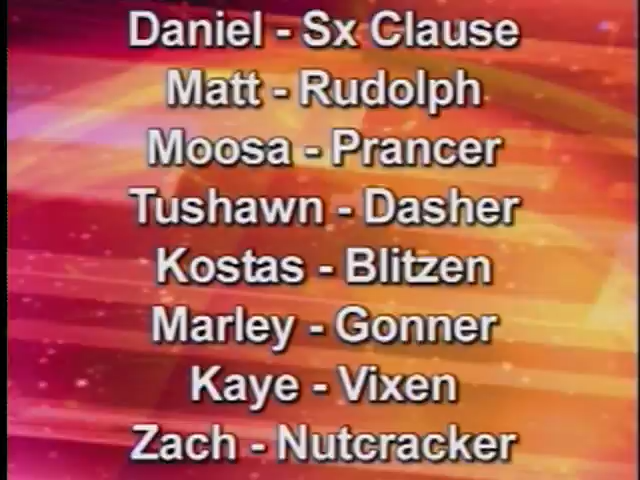 Daniel - Sx Clause
Matt - Rudolph
Moosa - Prancer
Tushawn - Dasher
Kostas - Blitzen
Marley - Gonner
Kaye - Vixen
Zach - Nutcracker